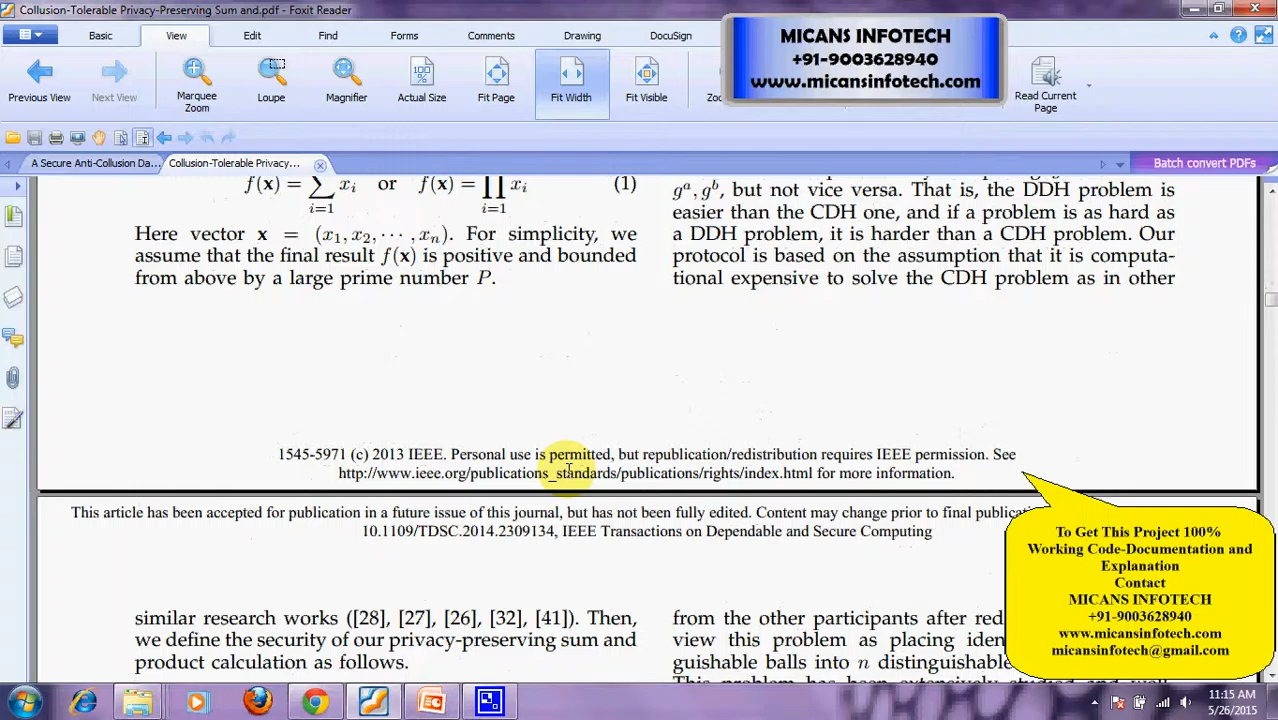 Collusion-Tolerable Privacy-Preserving Sum and.pdf - Foxit Reader
Basic
View
Edit
Find
Forms
Comments
Drawing
DocuSign
MICANS INFOTECH
+91-9003628940
www.micansinfotech.com
Previous View
Next View
Marquee
Zoom
Loupe
Magnifier
100
%
Actual Size
Fit Page
Fit Width
Fit Visible
Read Current
Page
A Secure Anti-Collusion Da...
Collusion-Tolerable Privacy...
Batch convert PDFs
f(x) = ∑ xᵢ or f(x) = ∏ xᵢ (1)
i=1 i=1
Here vector x = (x₁, x₂, ⋯ , xₙ). For simplicity, we
assume that the final result f(x) is positive and bounded
from above by a large prime number P.
gᵃ, gᵇ, but not vice versa. That is, the DDH problem is
easier than the CDH one, and if a problem is as hard as
a DDH problem, it is harder than a CDH problem. Our
protocol is based on the assumption that it is computa-
tional expensive to solve the CDH problem as in other
1545-5971 (c) 2013 IEEE. Personal use is permitted, but republication/redistribution requires IEEE permission. See
http://www.ieee.org/publications_standards/publications/rights/index.html for more information.
This article has been accepted for publication in a future issue of this journal, but has not been fully edited. Content may change prior to final
10.1109/TDSC.2014.2309134, IEEE Transactions on Dependable and Secure Computing
similar research works ([28], [27], [26], [32], [41]). Then,
we define the security of our privacy-preserving sum and
product calculation as follows.
from the other participants after
view this problem as placing
guishable balls into n distinguishable
To Get This Project 100%
Working Code-Documentation and
Explanation
Contact
MICANS INFOTECH
+91-9003628940
www.micansinfotech.com
micansinfotech@gmail.com
11:15 AM
5/26/2015